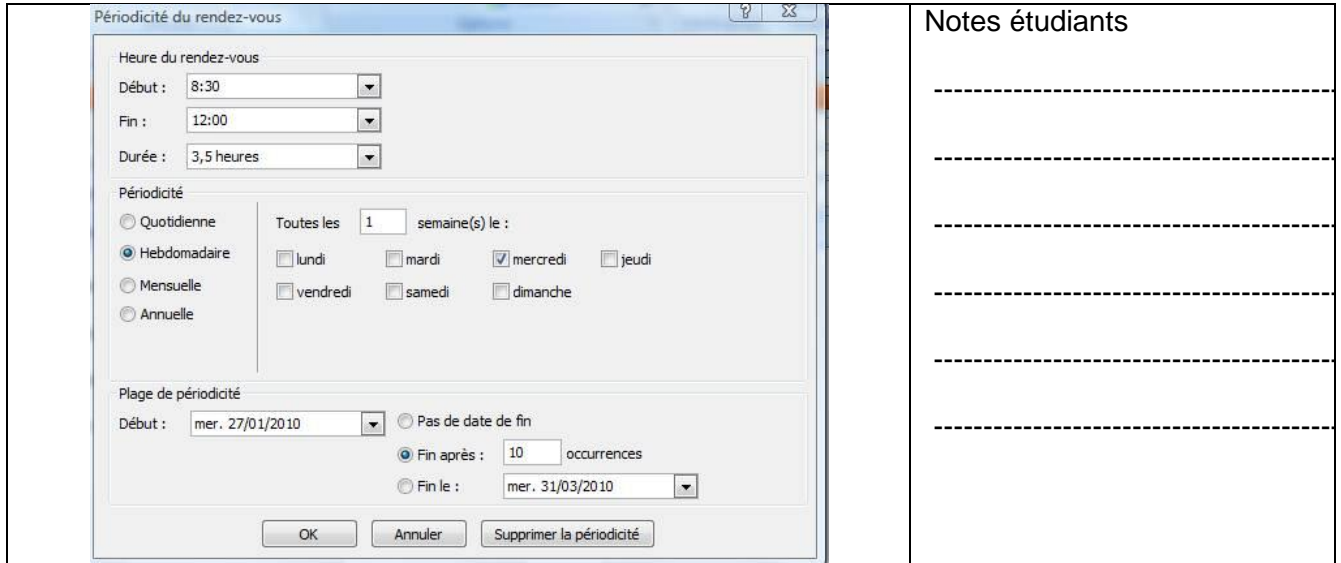 Périodicité du rendez-vous
Heure du rendez-vous
Début : 8:30
Fin : 12:00
Durée : 3,5 heures
Périodicité
Quotidienne
Hebdomadaire
Mensuelle
Annuelle
Toutes les 1 semaine(s) le :
lundi mardi mercredi jeudi
vendredi samedi dimanche
Plage de périodicité
Début : mer. 27/01/2010
Pas de date de fin
Fin après : 10 occurrences
Fin le : mer. 31/03/2010
OK Annuler Supprimer la périodicité
Notes étudiants